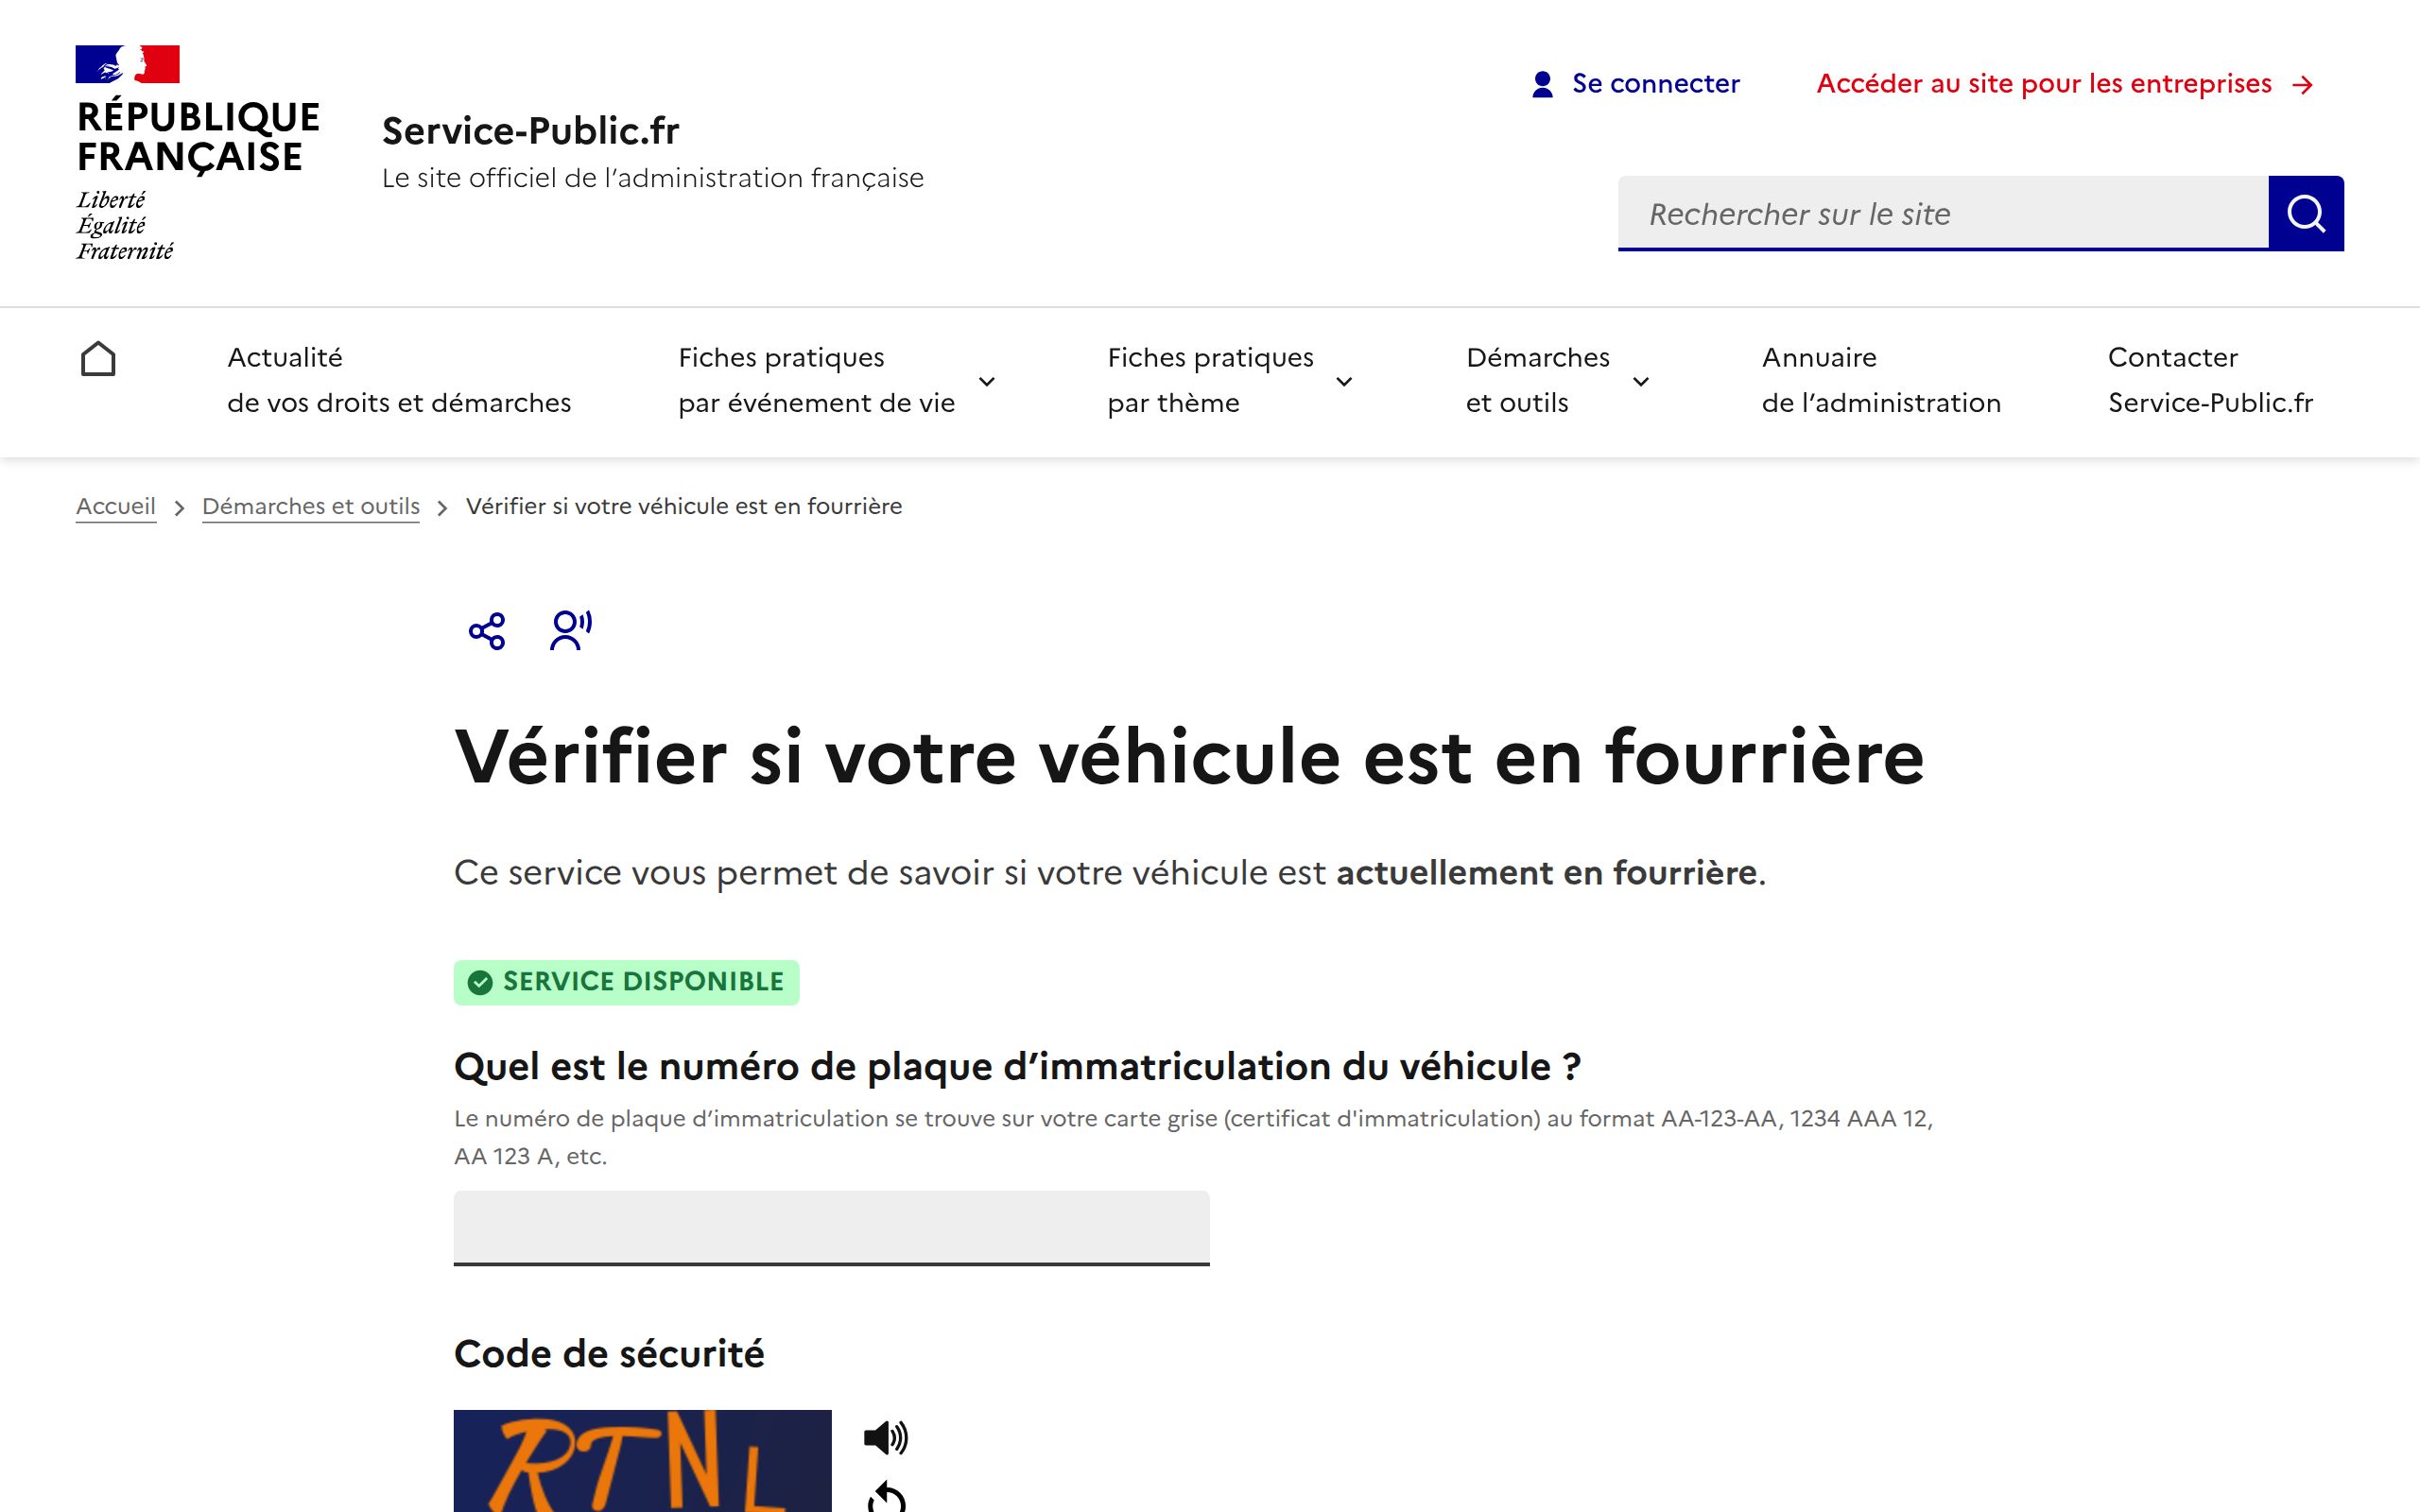 RÉPUBLIQUE
FRANÇAISE
Liberté
Égalité
Fraternité
Service-Public.fr
Le site officiel de l’administration française
Se connecter
Accéder au site pour les entreprises
Rechercher sur le site
Actualité
de vos droits et démarches
Fiches pratiques
par événement de vie
Fiches pratiques
par thème
Démarches
et outils
Annuaire
de l’administration
Contacter
Service-Public.fr
Accueil
Démarches et outils
Vérifier si votre véhicule est en fourrière
Vérifier si votre véhicule est en fourrière
Ce service vous permet de savoir si votre véhicule est actuellement en fourrière.
SERVICE DISPONIBLE
Quel est le numéro de plaque d’immatriculation du véhicule ?
Le numéro de plaque d’immatriculation se trouve sur votre carte grise (certificat d'immatriculation) au format AA-123-AA, 1234 AAA 12,
AA 123 A, etc.
Code de sécurité
RTNL